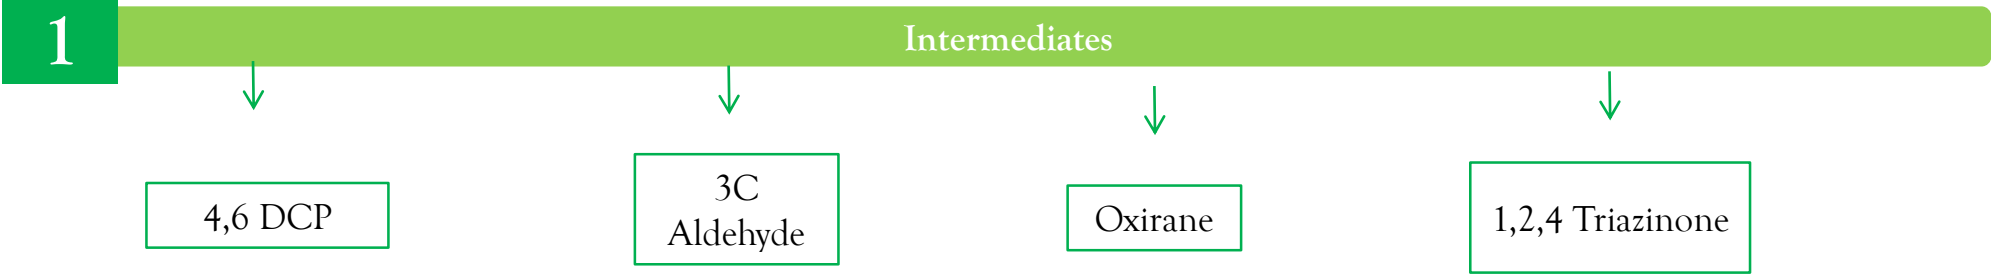 1
Intermediates
4,6 DCP
3C
Aldehyde
Oxirane
1,2,4 Triazinone